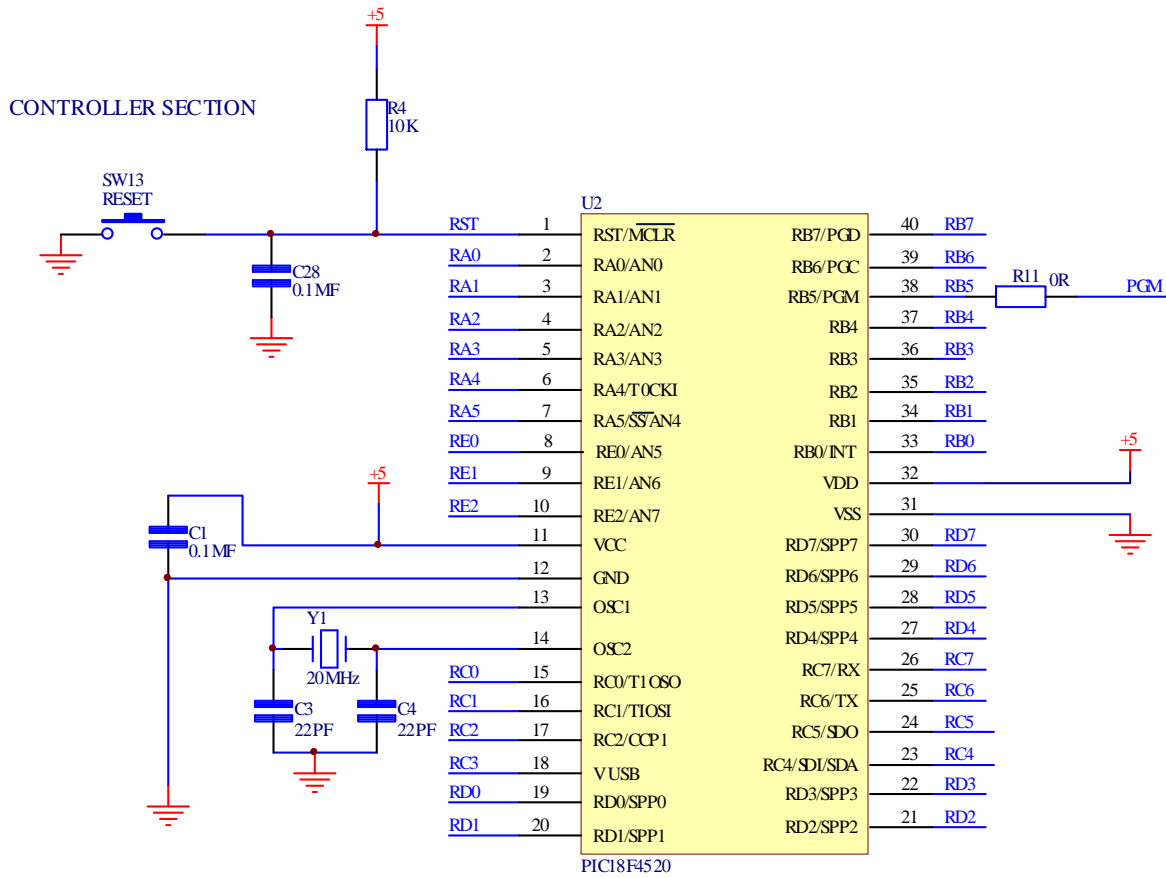 +5
CONTROLLER SECTION
R4
10K
SW13
RESET
C28
0.1MF
U2
RST 1 RST/MCLR
RA0 2 RA0/AN0
RA1 3 RA1/AN1
RA2 4 RA2/AN2
RA3 5 RA3/AN3
RA4 6 RA4/T0CKI
RA5 7 RA5/SS/AN4
RE0 8 RE0/AN5
RE1 9 RE1/AN6
RE2 10 RE2/AN7
11 VCC
12 GND
13 OSC1
14 OSC2
RC0 15 RC0/T1OSO
RC1 16 RC1/TIOSI
RC2 17 RC2/CCP1
RC3 18 VUSB
RD0 19 RD0/SPP0
RD1 20 RD1/SPP1
RB7/PGD 40 RB7
RB6/PGC 39 RB6
RB5/PGM 38 RB5
R11 0R
PGM
RB4 37 RB4
RB3 36 RB3
RB2 35 RB2
RB1 34 RB1
RB0/INT 33 RB0
VDD 32
+5
VSS 31
RD7/SPP7 30 RD7
RD6/SPP6 29 RD6
RD5/SPP5 28 RD5
RD4/SPP4 27 RD4
RC7/RX 26 RC7
RC6/TX 25 RC6
RC5/SDO 24 RC5
RC4/SDI/SDA 23 RC4
RD3/SPP3 22 RD3
RD2/SPP2 21 RD2
+5
C1
0.1MF
Y1
20MHz
C3
22PF
C4
22PF
PIC18F4520